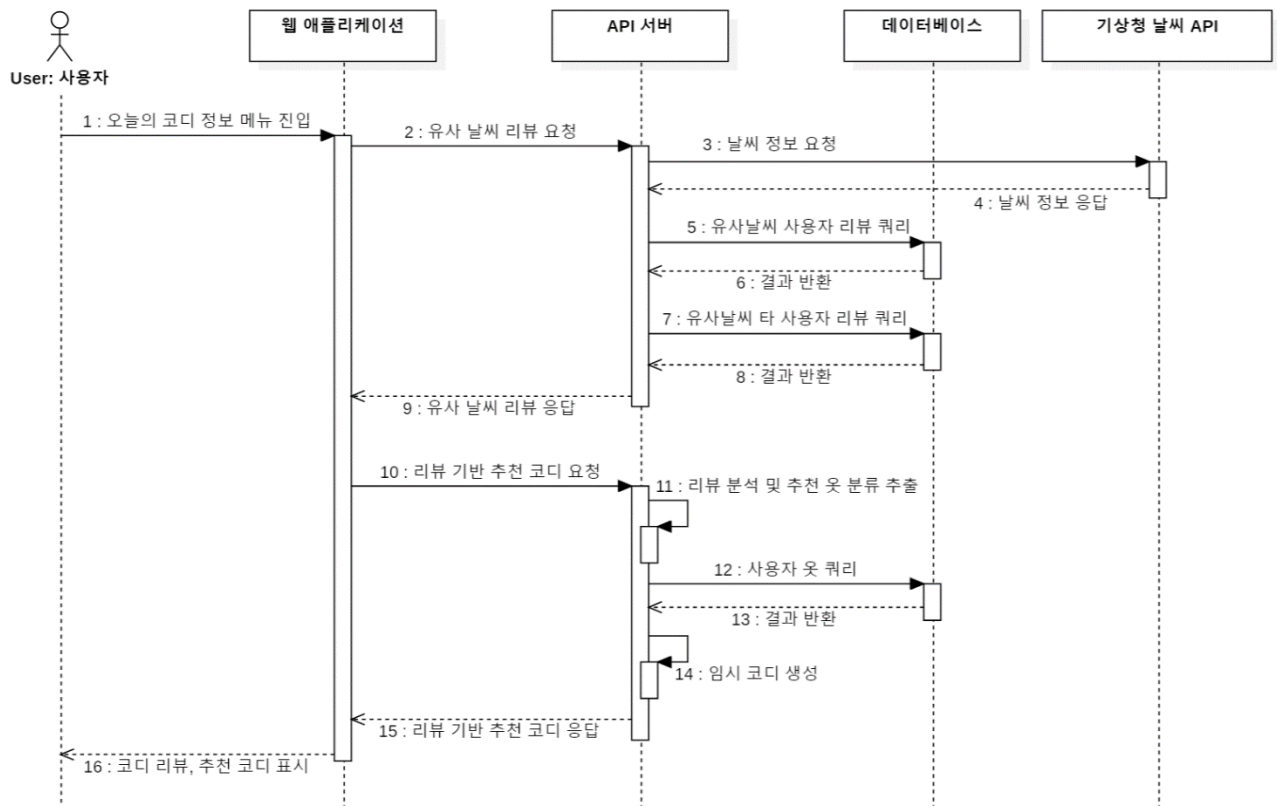 웹 애플리케이션
API 서버
데이터베이스
기상청 날씨 API
User: 사용자
1 : 오늘의 코디 정보 메뉴 진입
2 : 유사 날씨 리뷰 요청
3 : 날씨 정보 요청
4 : 날씨 정보 응답
5 : 유사날씨 사용자 리뷰 쿼리
6 : 결과 반환
7 : 유사날씨 타 사용자 리뷰 쿼리
8 : 결과 반환
9 : 유사 날씨 리뷰 응답
10 : 리뷰 기반 추천 코디 요청
11 : 리뷰 분석 및 추천 옷 분류 추출
12 : 사용자 옷 쿼리
13 : 결과 반환
14 : 임시 코디 생성
15 : 리뷰 기반 추천 코디 응답
16 : 코디 리뷰, 추천 코디 표시